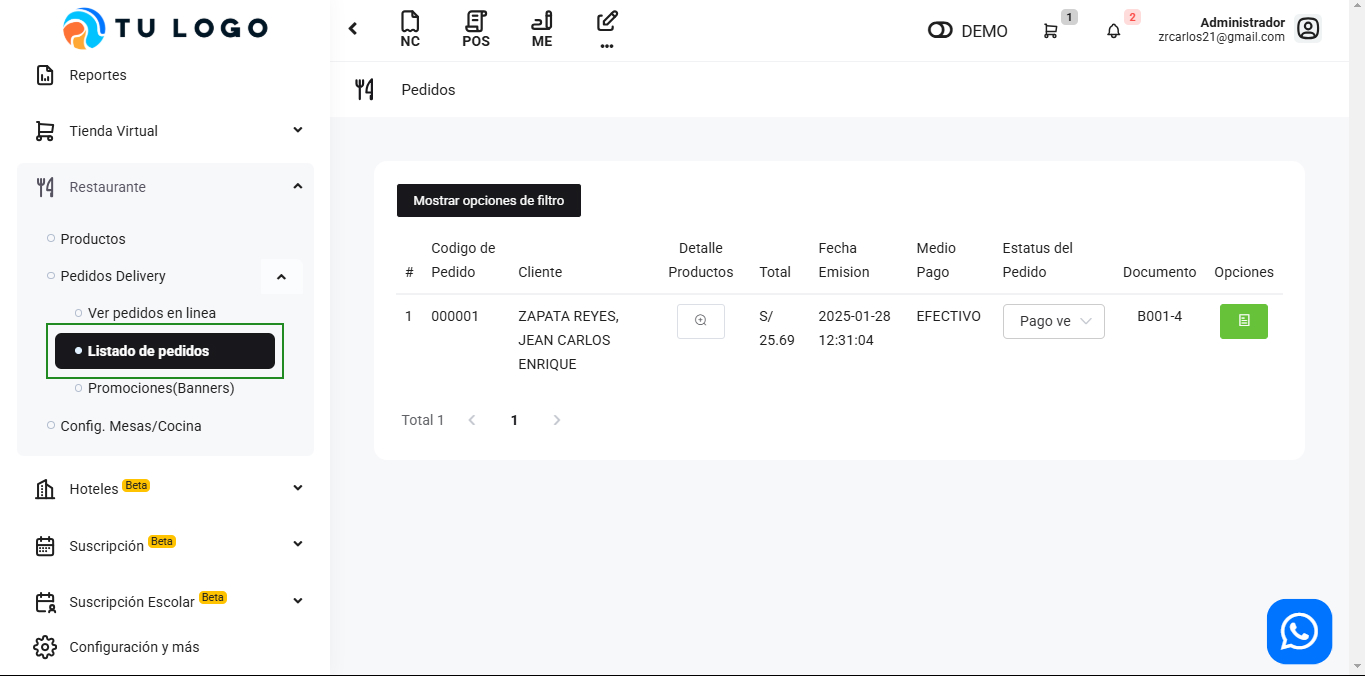 TU LOGO
Reportes
Tienda Virtual
Restaurante
Productos
Pedidos Delivery
Ver pedidos en linea
Listado de pedidos
Promociones(Banners)
Config. Mesas/Cocina
Hoteles Beta
Suscripción Beta
Suscripción Escolar Beta
Configuración y más
NC
POS
ME
...
DEMO
1
2
Administrador
zrcarlos21@gmail.com
Pedidos
Mostrar opciones de filtro
#
Codigo de
Pedido
Cliente
Detalle
Productos
Total
Fecha
Emision
Medio
Pago
Estatus del
Pedido
Documento
Opciones
1
000001
ZAPATA REYES,
JEAN CARLOS
ENRIQUE
S/
25.69
2025-01-28
12:31:04
EFECTIVO
Pago ve
B001-4
Total 1
1